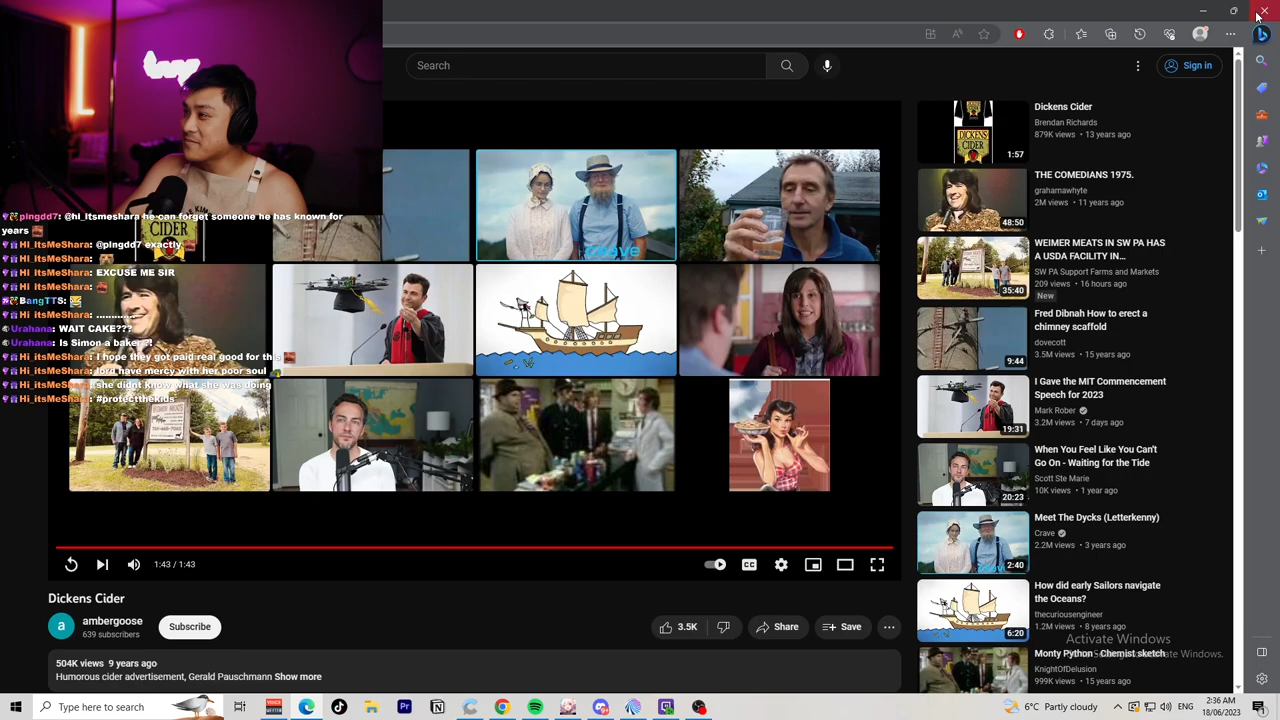 Search
Sign in
pingdd7: @hi_itsmeshara he can forget someone he has known for
years
Hi_itsMeShara: @pingdd7 exactly
Hi_itsMeShara:
Hi_itsMeShara: EXCUSE ME SIR
Hi_itsMeShara:
BangTTS:
Hi_itsMeShara: ............
Urahana: WAIT CAKE???
Urahana: Is Simon a baker?!
Hi_itsMeShara: I hope they got paid real good for this
Hi_itsMeShara: lord have mercy with her poor soul
Hi_itsMeShara: she didnt know what she was doing
Hi_itsMeShara: #protectthekids
CIDER
crave
1:43 / 1:43
CC
Dickens Cider
a
ambergoose
639 subscribers
Subscribe
3.5K
Share
Save
504K views 9 years ago
Humorous cider advertisement, Gerald Pauschmann Show more
DICKENS
CIDER
1:57
Dickens Cider
Brendan Richards
879K views • 13 years ago
48:50
THE COMEDIANS 1975.
grahamwhyte
2M views • 11 years ago
35:40
WEIMER MEATS IN SW PA HAS
A USDA FACILITY IN...
SW PA Support Farms and Markets
209 views • 16 hours ago
New
9:44
Fred Dibnah How to erect a
chimney scaffold
dovecott
3.5M views • 15 years ago
19:31
I Gave the MIT Commencement
Speech for 2023
Mark Rober
3.2M views • 7 days ago
20:23
When You Feel Like You Can't
Go On - Waiting for the Tide
Scott Ste Marie
10K views • 1 year ago
2:40
Meet The Dycks (Letterkenny)
Crave
2.2M views • 3 years ago
6:20
How did early Sailors navigate
the Oceans?
thecuriousengineer
1.2M views • 8 years ago
Monty Python - Chemist sketch
KnightOfDelusion
999K views • 15 years ago
Activate Windows
Type here to search
6°C Partly cloudy
ENG
2:36 AM
18/06/2023